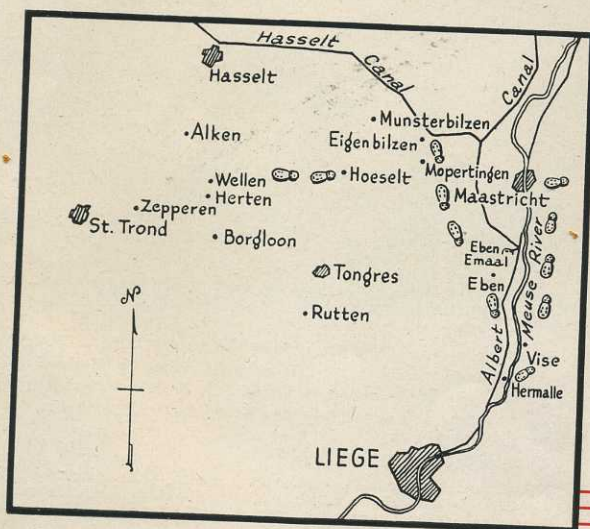 Hasselt Canal
Canal
Hasselt
Alken
Munsterbilzen
Eigenbilzen
Mopertingen
Wellen
Hoeselt
Herten
Maastricht
Zepperen
St. Trond
Borgloon
Eben
Emaal
Eben
Tongres
Rutten
N
Albert
Meuse River
Vise
Hermalle
LIEGE